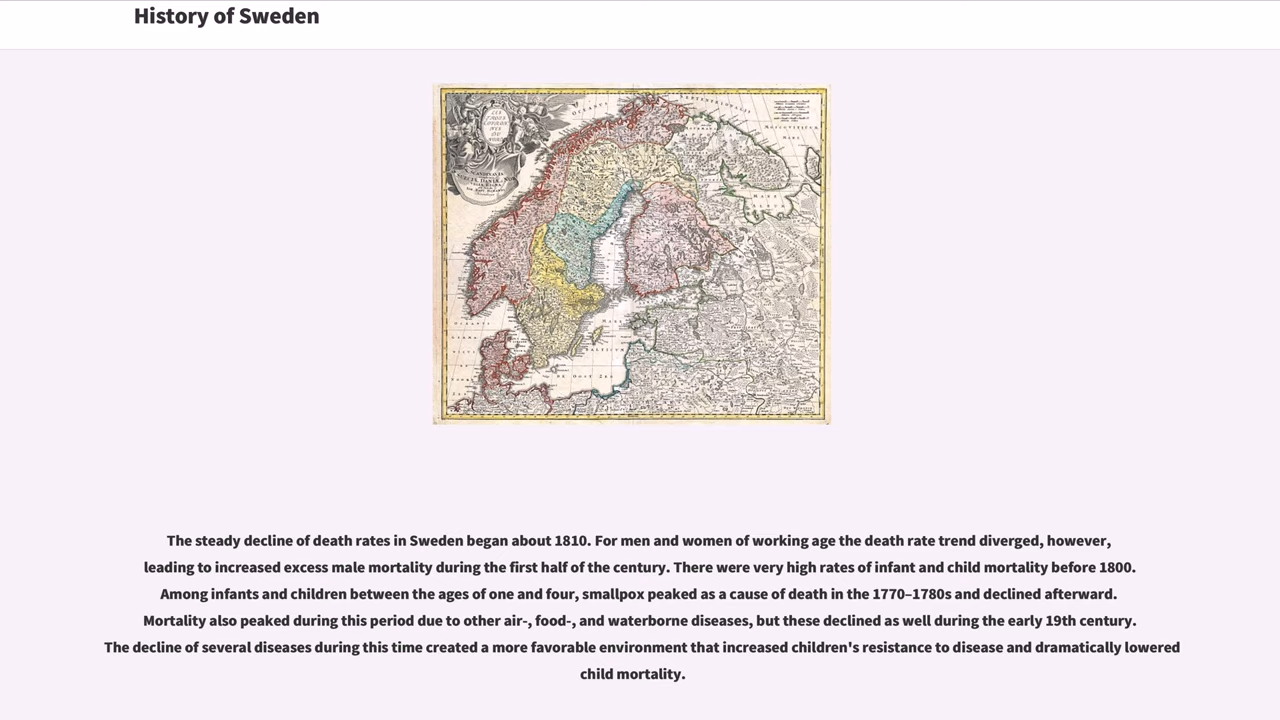 History of Sweden
The steady decline of death rates in Sweden began about 1810. For men and women of working age the death rate trend diverged, however,
leading to increased excess male mortality during the first half of the century. There were very high rates of infant and child mortality before 1800.
Among infants and children between the ages of one and four, smallpox peaked as a cause of death in the 1770–1780s and declined afterward.
Mortality also peaked during this period due to other air-, food-, and waterborne diseases, but these declined as well during the early 19th century.
The decline of several diseases during this time created a more favorable environment that increased children's resistance to disease and dramatically lowered
child mortality.